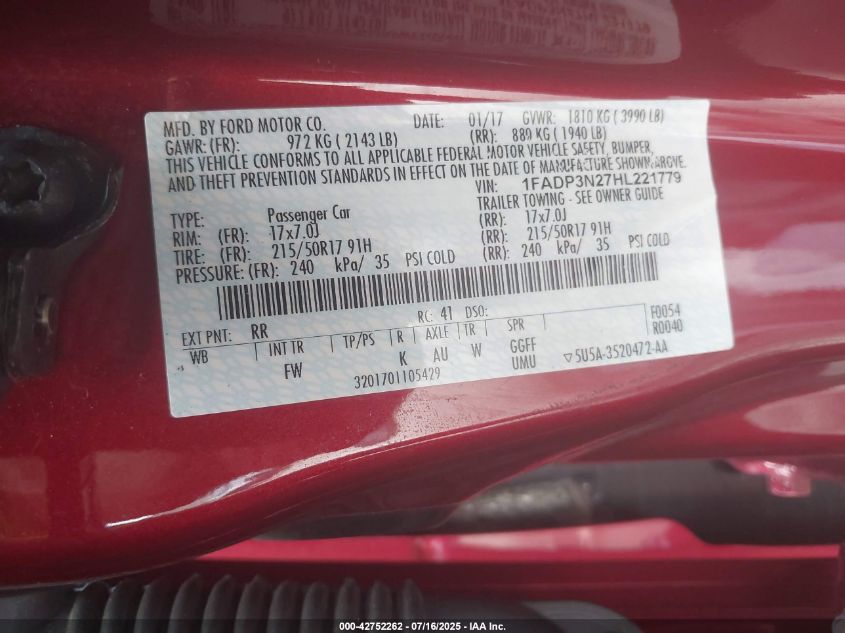 MFD. BY FORD MOTOR CO. DATE: 01/17 GVWR: 1810 KG ( 3990 LB)
GAWR: (FR): 972 KG ( 2143 LB) (RR): 880 KG ( 1940 LB)
THIS VEHICLE CONFORMS TO ALL APPLICABLE FEDERAL MOTOR VEHICLE SAFETY, BUMPER,
AND THEFT PREVENTION STANDARDS IN EFFECT ON THE DATE OF MANUFACTURE SHOWN ABOVE.
VIN: 1FADP3N27HL221779
TYPE: Passenger Car TRAILER TOWING - SEE OWNER GUIDE
RIM: (FR): 17x7.0J (RR): 17x7.0J
TIRE: (FR): 215/50R17 91H (RR): 215/50R17 91H
PRESSURE: (FR): 240 kPa/ 35 PSI COLD (RR): 240 kPa/ 35 PSI COLD
EXT PNT: RR RC: 41 DSO: F0054
R0040
WB INT TR TP/PS R AXLE TR SPR
FW K AU W GGFF
UMU
3201701105429 ▽5U5A-3520472-AA
000-42752262 - 07/16/2025 - IAA Inc.